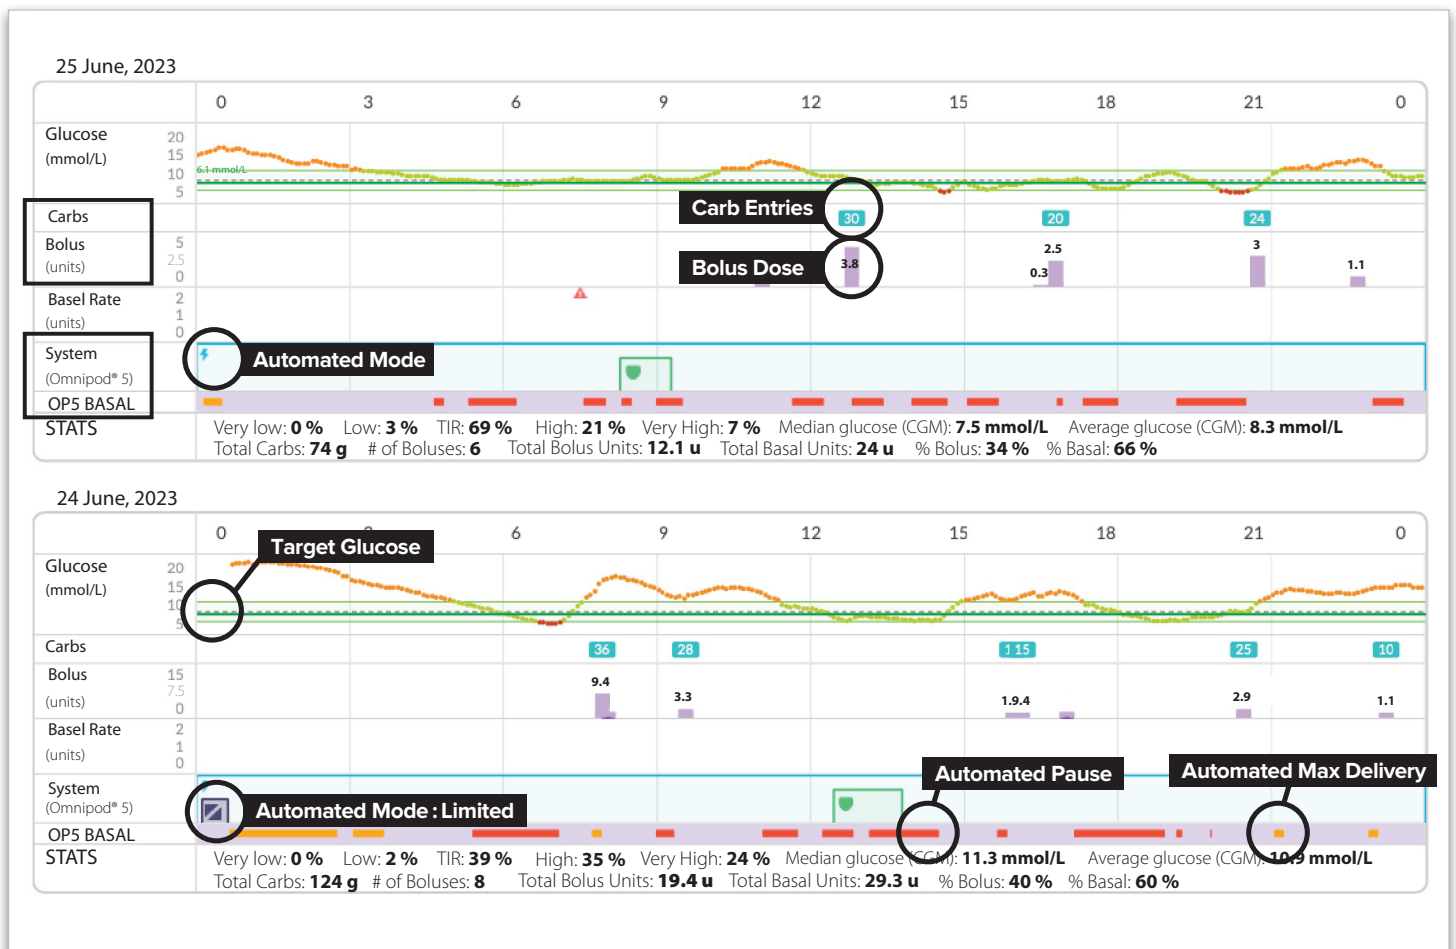 25 June, 2023
0 3 6 9 12 15 18 21 0
Glucose
(mmol/L)
20
15
10
5
6.1 mmol/L
Carbs
Carb Entries
30 20 24
Bolus
(units)
5
2.5
0
Bolus Dose
3.8 0.3 2.5 3 1.1
Basel Rate
(units)
2
1
0
System
(Omnipod® 5)
Automated Mode
OP5 BASAL
STATS
Very low: 0 % Low: 3 % TIR: 69 % High: 21 % Very High: 7 % Median glucose (CGM): 7.5 mmol/L Average glucose (CGM): 8.3 mmol/L
Total Carbs: 74 g # of Boluses: 6 Total Bolus Units: 12.1 u Total Basal Units: 24 u % Bolus: 34 % % Basal: 66 %
24 June, 2023
0 3 6 9 12 15 18 21 0
Target Glucose
Glucose
(mmol/L)
20
15
10
5
Carbs
36 28 1 15 25 10
Bolus
(units)
15
7.5
0
9.4 3.3 1.9.4 2.9 1.1
Basel Rate
(units)
2
1
0
System
(Omnipod® 5)
Automated Mode : Limited
Automated Pause
Automated Max Delivery
OP5 BASAL
STATS
Very low: 0 % Low: 2 % TIR: 39 % High: 35 % Very High: 24 % Median glucose (CGM): 11.3 mmol/L Average glucose (CGM): 10.9 mmol/L
Total Carbs: 124 g # of Boluses: 8 Total Bolus Units: 19.4 u Total Basal Units: 29.3 u % Bolus: 40 % % Basal: 60 %